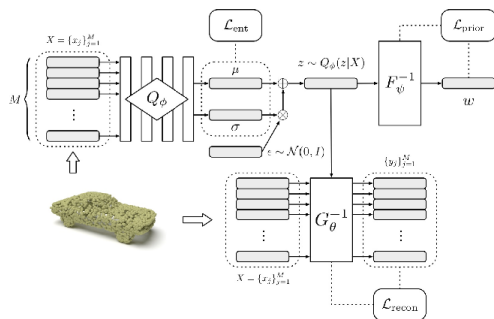 X = {x_j}_{j=1}^M
L_ent
z ∼ Q_ϕ(z|X)
L_prior
M
Q_ϕ
μ
σ
F_ψ^{-1}
w
ε ∼ N(0, I)
{y_j}_{j=1}^M
G_θ^{-1}
X = {x_j}_{j=1}^M
L_recon